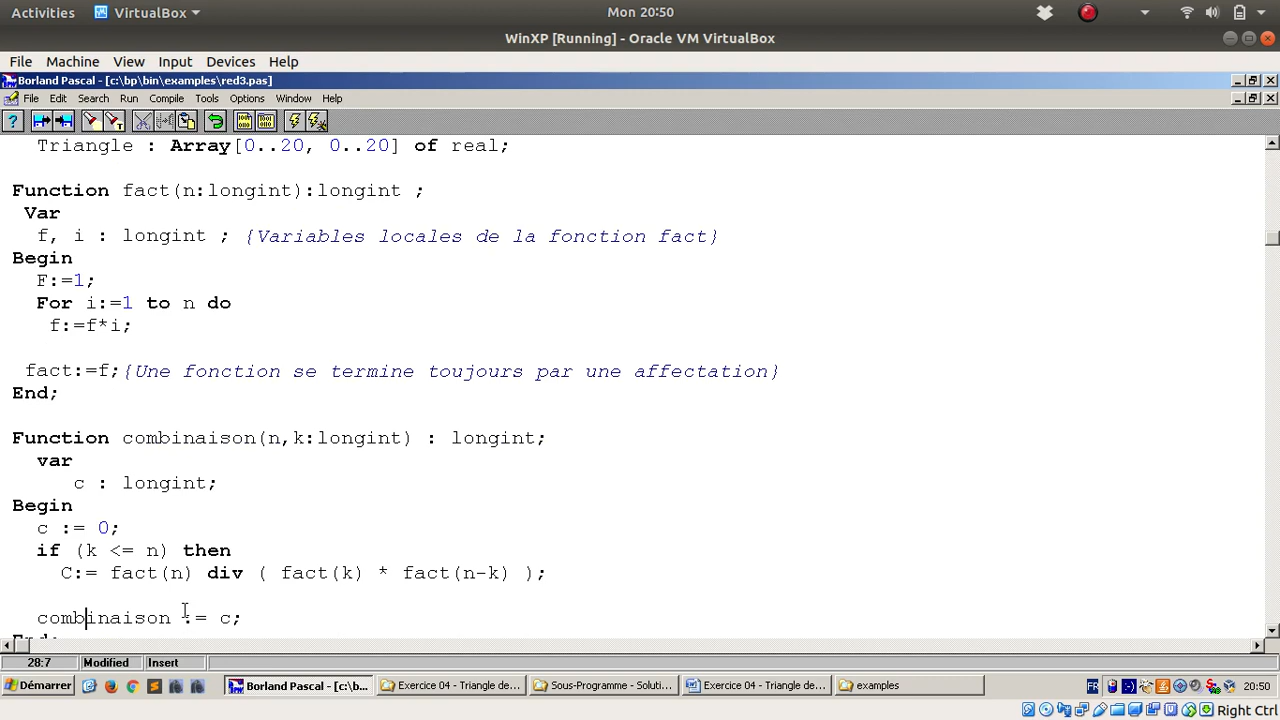 Activities VirtualBox Mon 20:50
WinXP [Running] - Oracle VM VirtualBox
File Machine View Input Devices Help
Borland Pascal - [c:\bp\bin\examples\red3.pas]
File Edit Search Run Compile Tools Options Window Help
Triangle : Array[0..20, 0..20] of real;
Function fact(n:longint):longint ;
Var
f, i : longint ; {Variables locales de la fonction fact}
Begin
F:=1;
For i:=1 to n do
f:=f*i;
fact:=f;{Une fonction se termine toujours par une affectation}
End;
Function combinaison(n,k:longint) : longint;
var
c : longint;
Begin
c := 0;
if (k <= n) then
C:= fact(n) div ( fact(k) * fact(n-k) );
combinaison := c;
End;
28:7 Modified Insert
Démarrer Borland Pascal - [c:\b... Exercice 04 - Triangle de... Sous-Programme - Soluti... Exercice 04 - Triangle de... examples FR 20:50
Right Ctrl